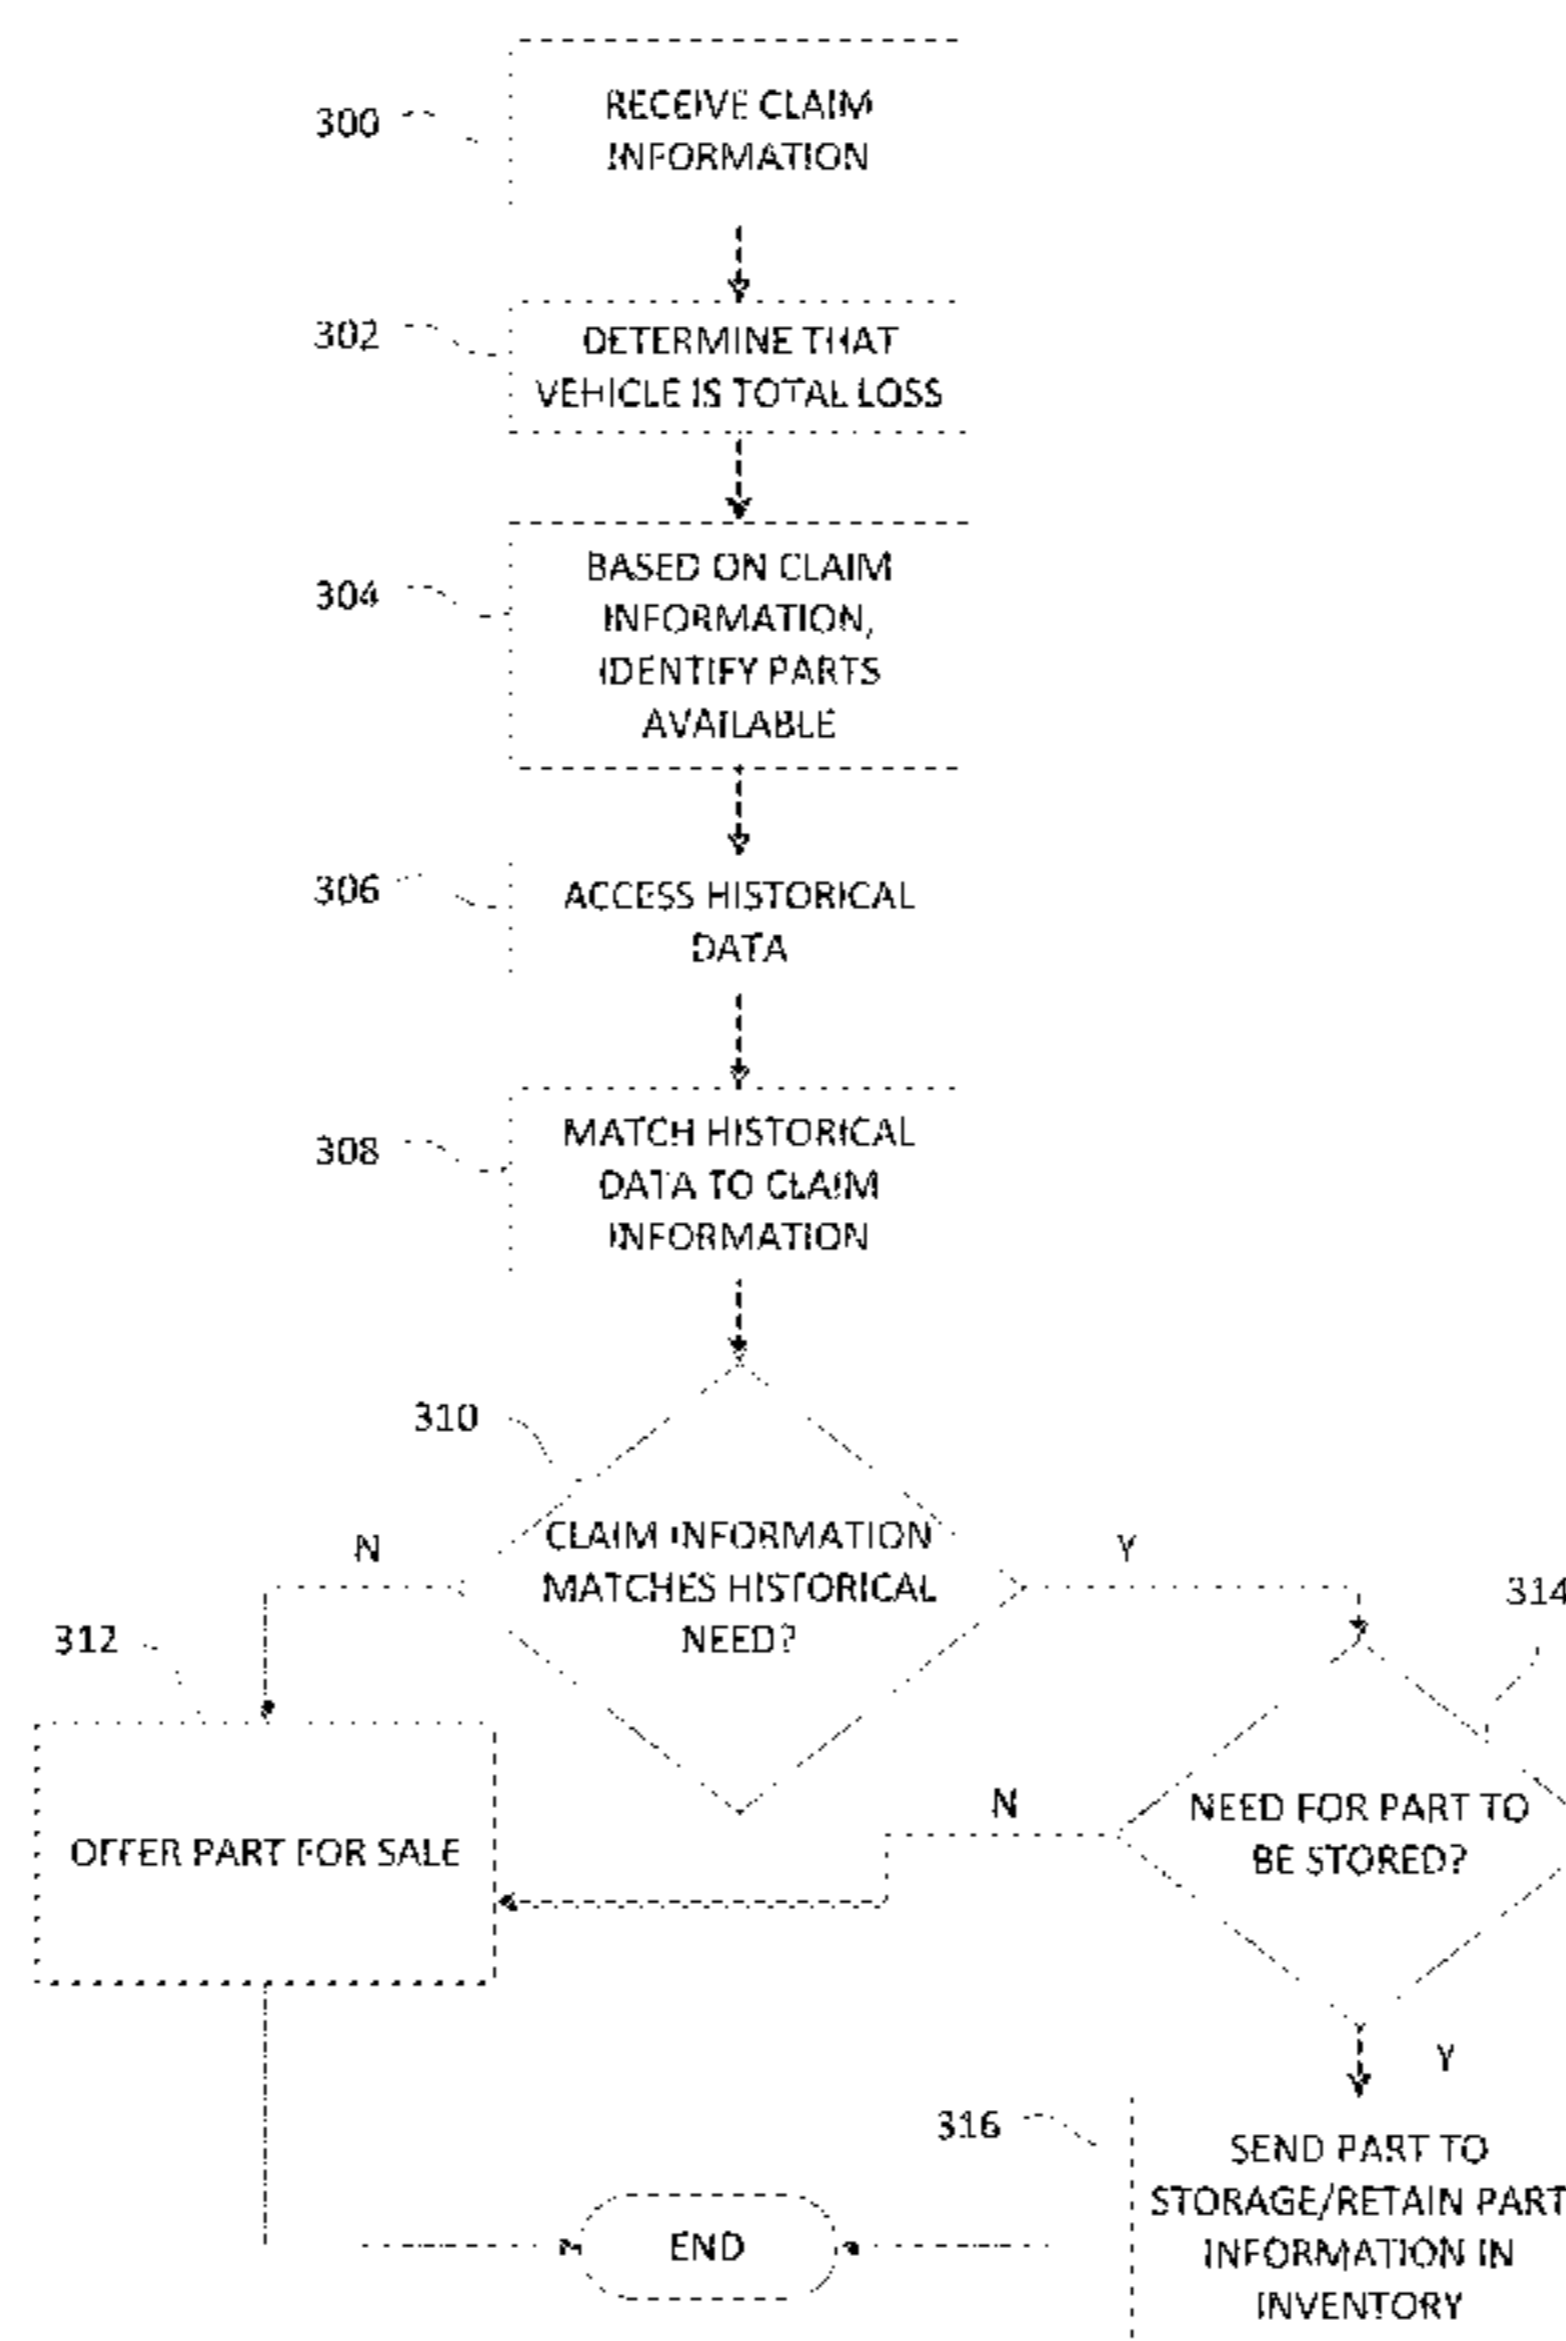 300
RECEIVE CLAIM
INFORMATION
302
DETERMINE THAT
VEHICLE IS TOTAL LOSS
304
BASED ON CLAIM
INFORMATION,
IDENTIFY PARTS
AVAILABLE
306
ACCESS HISTORICAL
DATA
308
MATCH HISTORICAL
DATA TO CLAIM
INFORMATION
310
CLAIM INFORMATION
MATCHES HISTORICAL
NEED?
N
Y
312
OFFER PART FOR SALE
314
NEED FOR PART TO
BE STORED?
N
Y
316
SEND PART TO
STORAGE/RETAIN PART
INFORMATION IN
INVENTORY
END